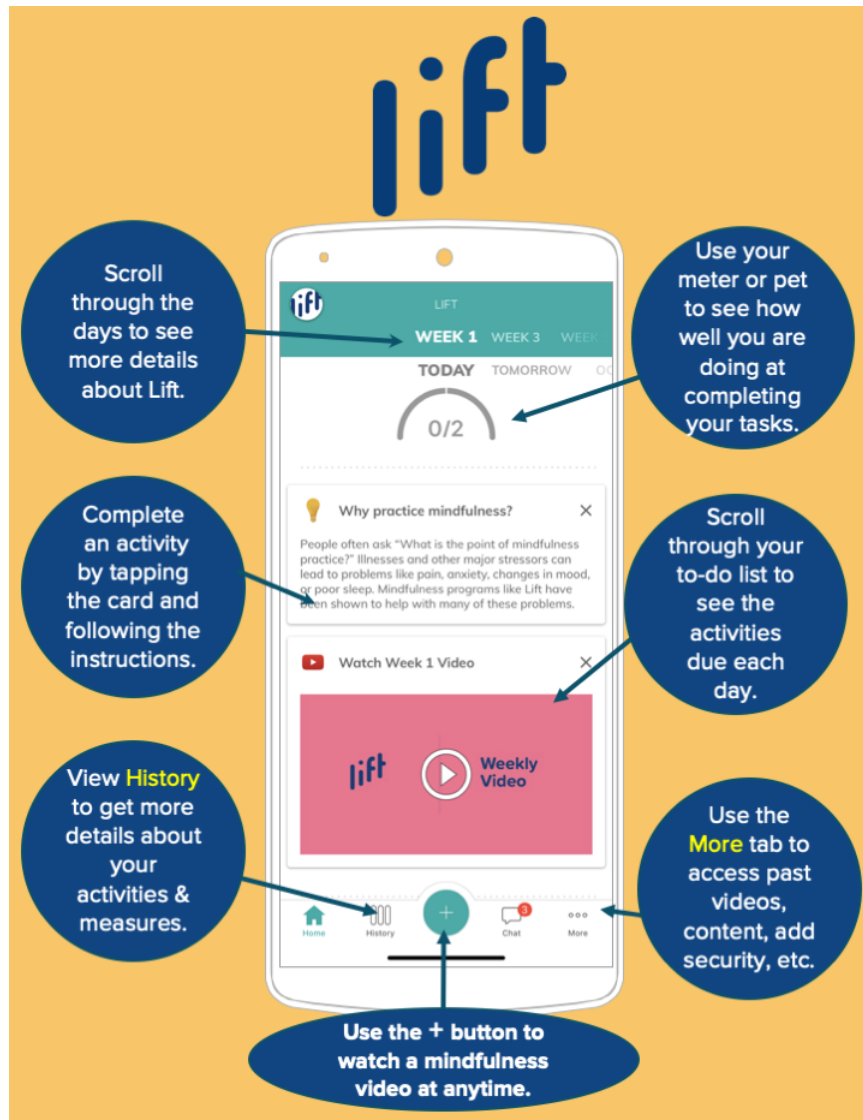 lift
Scroll
through the
days to see
more details
about Lift.
Use your
meter or pet
to see how
well you are
doing at
completing
your tasks.
lift
LIFT
WEEK 1 WEEK 3 WEEK
TODAY TOMORROW OC
0/2
Complete
an activity
by tapping
the card and
following the
instructions.
Why practice mindfulness?
People often ask “What is the point of mindfulness
practice?” Illnesses and other major stressors can
lead to problems like pain, anxiety, changes in mood,
or poor sleep. Mindfulness programs like Lift have
been shown to help with many of these problems.
Scroll
through your
to-do list to
see the
activities
due each
day.
Watch Week 1 Video
lift
Weekly
Video
View History
to get more
details about
your
activities &
measures.
Use the
More tab to
access past
videos,
content, add
security, etc.
Home History + Chat 3 More
Use the + button to
watch a mindfulness
video at anytime.